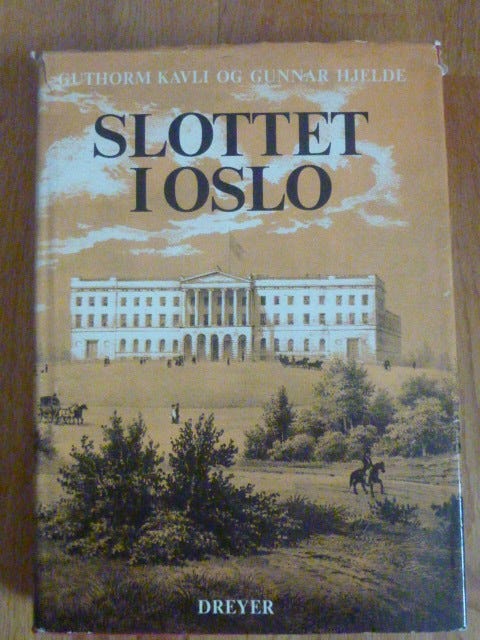 GUTHORM KAVLI OG GUNNAR HJELDE
SLOTTET
I OSLO
DREYER